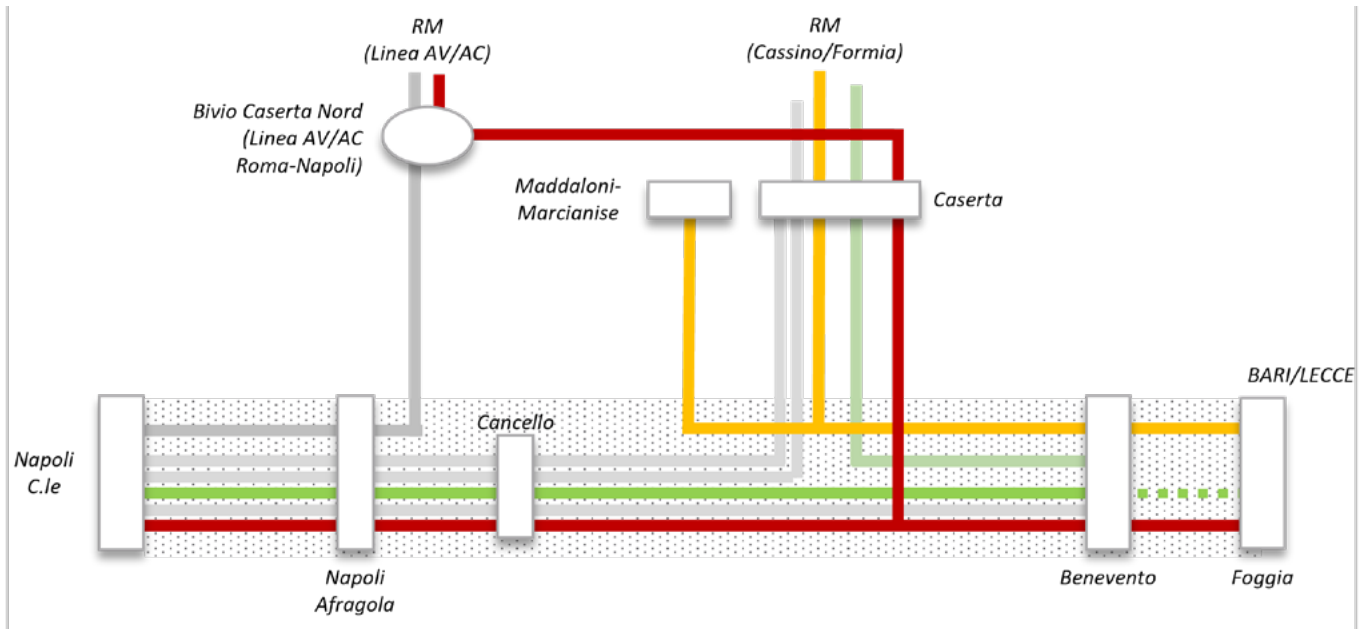 RM
(Linea AV/AC)
RM
(Cassino/Formia)
Bivio Caserta Nord
(Linea AV/AC
Roma-Napoli)
Maddaloni-
Marcianise
Caserta
BARI/LECCE
Cancello
Napoli
C.le
Napoli
Afragola
Benevento
Foggia